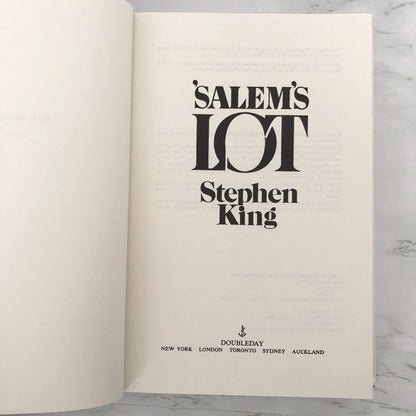 'SALEM'S
LOT
Stephen
King
DOUBLEDAY
NEW YORK LONDON TORONTO SYDNEY AUCKLAND